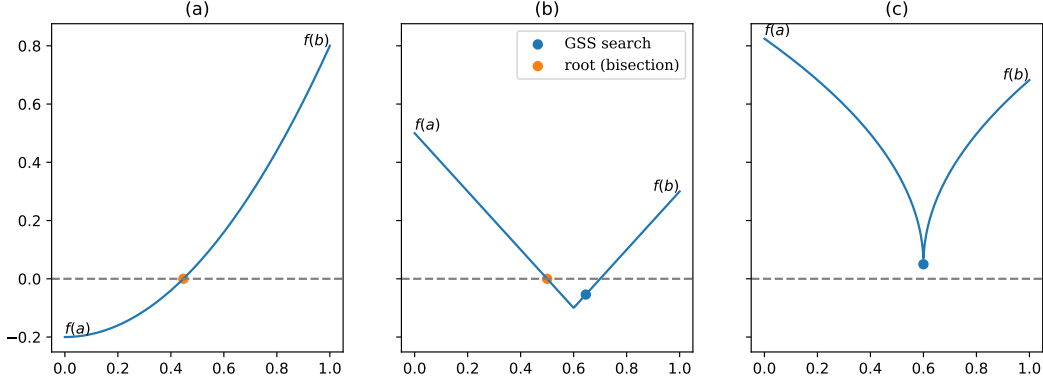 (a)
(b)
(c)
f(b)
f(a)
0.8
0.6
0.4
0.2
0.0
−0.2
0.0 0.2 0.4 0.6 0.8 1.0
GSS search
root (bisection)
f(a)
f(b)
0.0 0.2 0.4 0.6 0.8 1.0
f(a)
f(b)
0.0 0.2 0.4 0.6 0.8 1.0